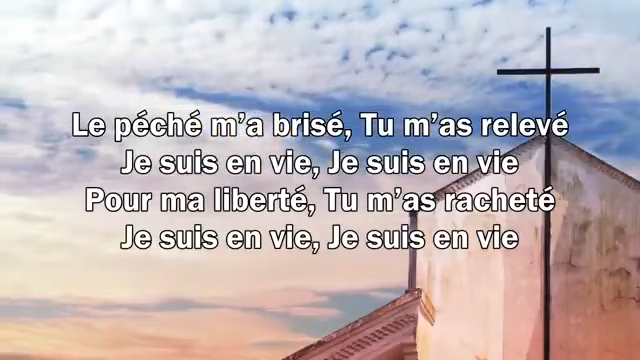 Le péché m’a brisé, Tu m’as relevé
Je suis en vie, Je suis en vie
Pour ma liberté, Tu m’as racheté
Je suis en vie, Je suis en vie